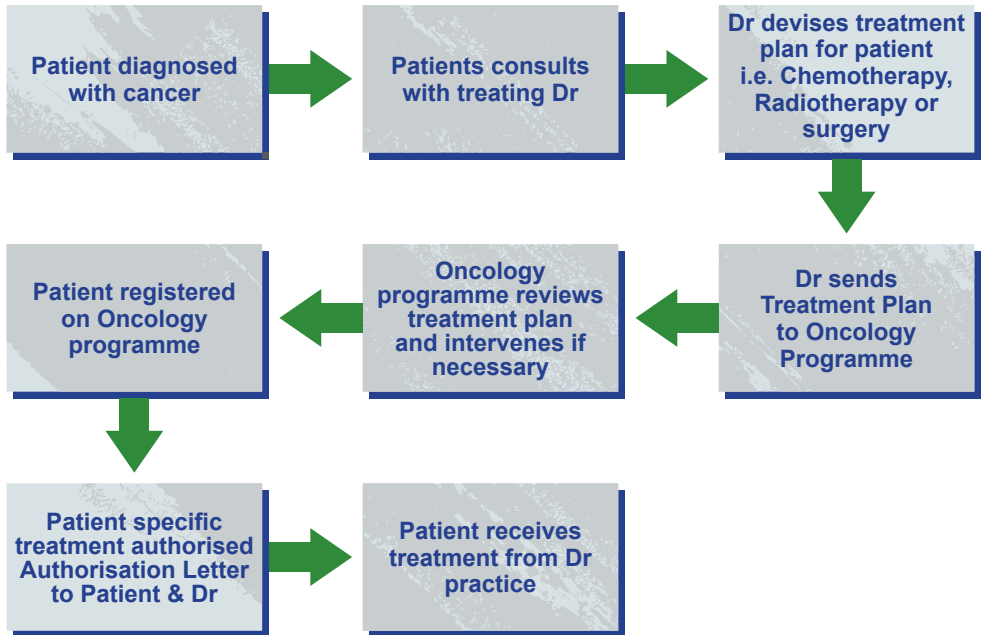 Patient diagnosed
with cancer
Patients consults
with treating Dr
Dr devises treatment
plan for patient
i.e. Chemotherapy,
Radiotherapy or
surgery
Dr sends
Treatment Plan
to Oncology
Programme
Oncology
programme reviews
treatment plan
and intervenes if
necessary
Patient registered
on Oncology
programme
Patient specific
treatment authorised
Authorisation Letter
to Patient & Dr
Patient receives
treatment from Dr
practice